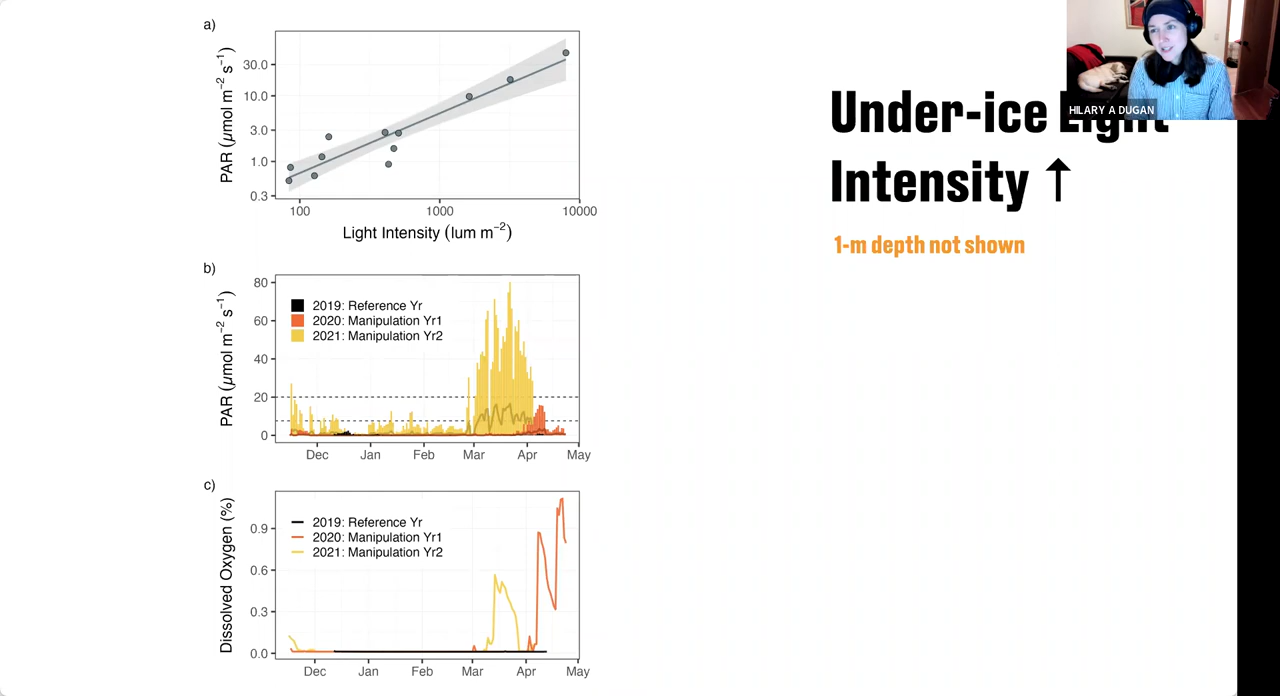 a)
PAR (µmol m−2 s−1)
30.0
10.0
3.0
1.0
0.3
100
1000
10000
Light Intensity (lum m−2)
b)
PAR (µmol m−2 s−1)
80
60
40
20
0
2019: Reference Yr
2020: Manipulation Yr1
2021: Manipulation Yr2
Dec
Jan
Feb
Mar
Apr
May
c)
Dissolved Oxygen (%)
0.9
0.6
0.3
0.0
2019: Reference Yr
2020: Manipulation Yr1
2021: Manipulation Yr2
Dec
Jan
Feb
Mar
Apr
May
Under-ice Light
Intensity ↑
1-m depth not shown
HILARY A DUGAN